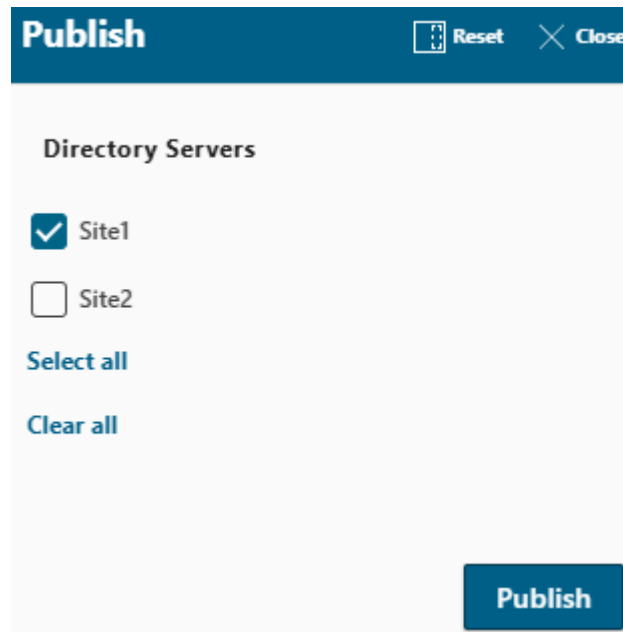 Publish Reset Close
Directory Servers
Site1
Site2
Select all
Clear all
Publish